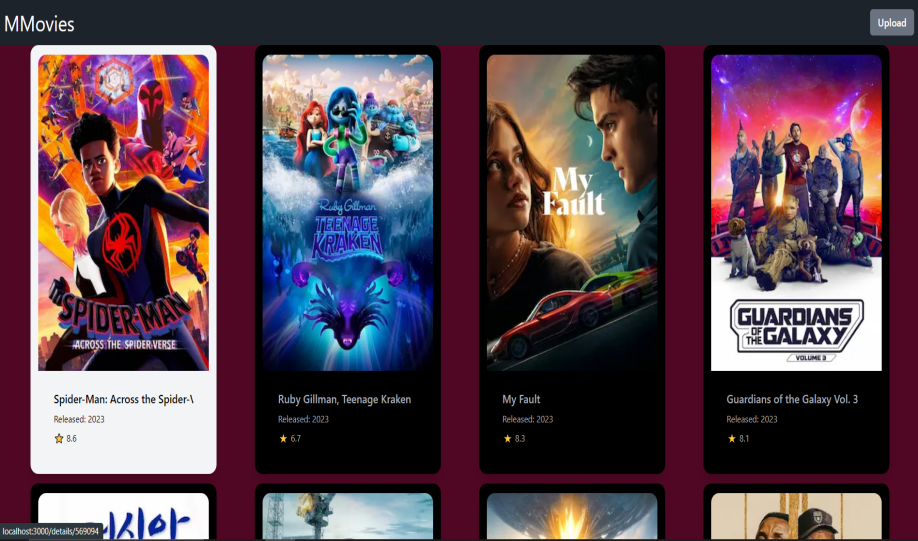 MMovies
Upload
SPIDER-MAN
ACROSS THE SPIDER-VERSE
Ruby Gillman
TEENAGE
KRAKEN
My
Fault
GUARDIANS
OF THE GALAXY
VOLUME 3
Spider-Man: Across the Spider-\
Released: 2023
8.6
Ruby Gillman, Teenage Kraken
Released: 2023
6.7
My Fault
Released: 2023
8.3
Guardians of the Galaxy Vol. 3
Released: 2023
8.1
localhost:3000/details/569094